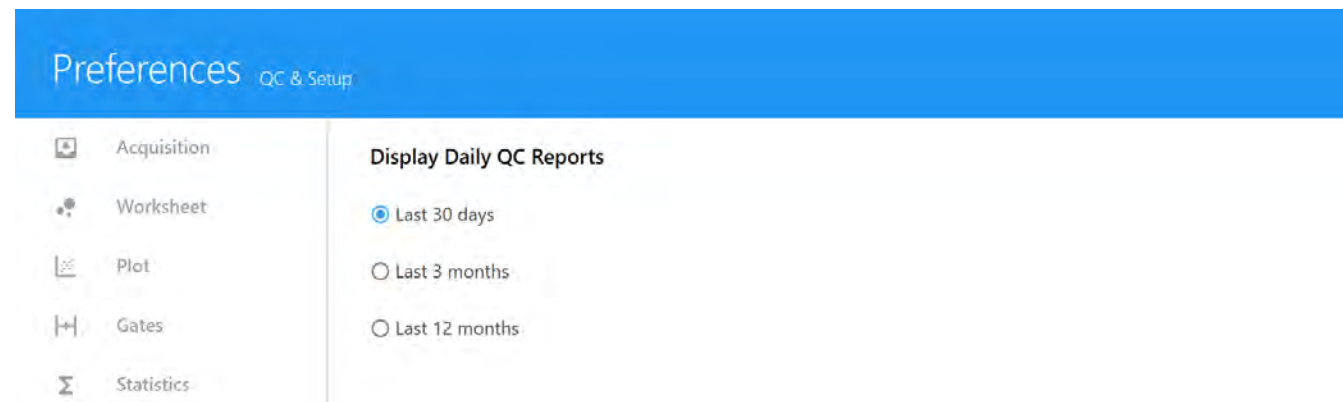 Preferences QC & Setup
Acquisition
Worksheet
Plot
Gates
Statistics
Display Daily QC Reports
Last 30 days
Last 3 months
Last 12 months